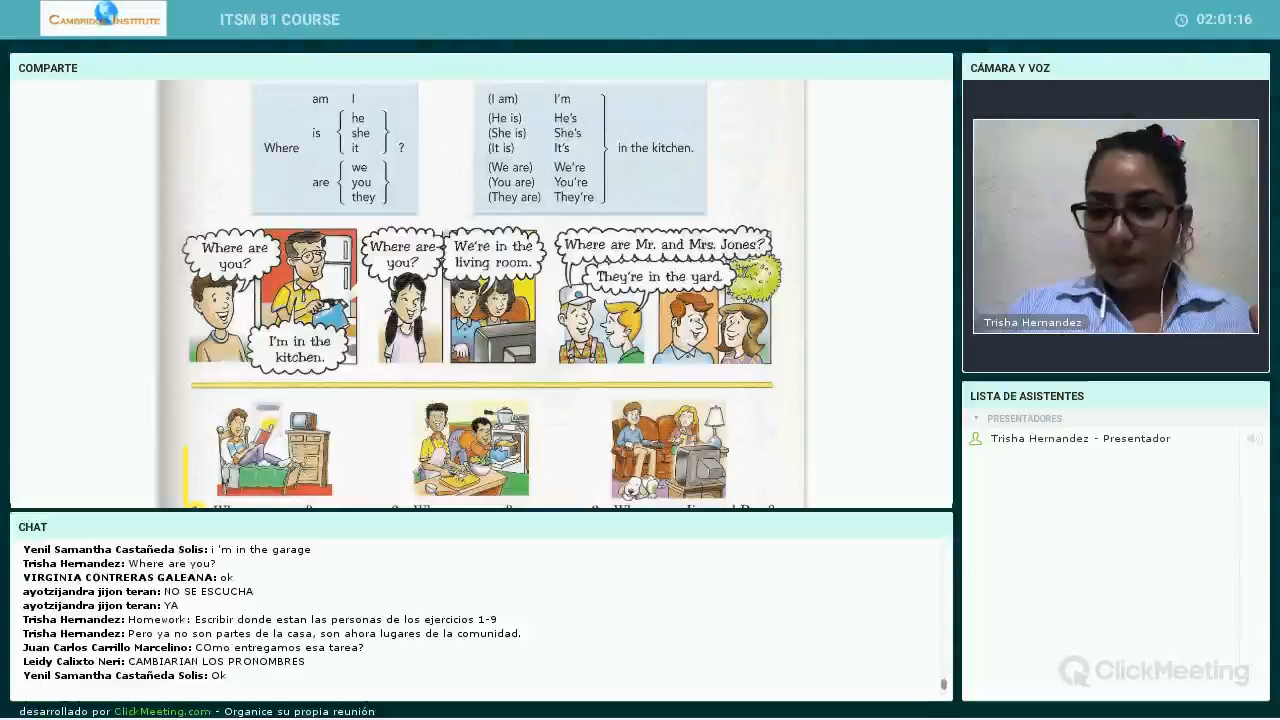 CAMBRIDGE INSTITUTE
ITSM B1 COURSE
02:01:16
COMPARTE
am I
(I am) I'm
he
(He is) He's
is she
(She is) She's
it
(It is) It's
Where ?
in the kitchen.
we
(We are) We're
are you
(You are) You're
they
(They are) They're
Where are
you?
I'm in the
kitchen.
Where are
you?
We're in the
living room.
Where are Mr. and Mrs. Jones?
They're in the yard.
CÁMARA Y VOZ
Trisha Hernandez
LISTA DE ASISTENTES
PRESENTADORES
Trisha Hernandez - Presentador
CHAT
Yenil Samantha Castañeda Solis: i 'm in the garage
Trisha Hernandez: Where are you?
VIRGINIA CONTRERAS GALEANA: ok
ayotzijandra jijon teran: NO SE ESCUCHA
ayotzijandra jijon teran: YA
Trisha Hernandez: Homework: Escribir donde estan las personas de los ejercicios 1-9
Trisha Hernandez: Pero ya no son partes de la casa, son ahora lugares de la comunidad.
Juan Carlos Carrillo Marcelino: COmo entregamos esa tarea?
Leidy Calixto Neri: CAMBIARIAN LOS PRONOMBRES
Yenil Samantha Castañeda Solis: Ok
ClickMeeting
desarrollado por ClickMeeting.com - Organice su propia reunión